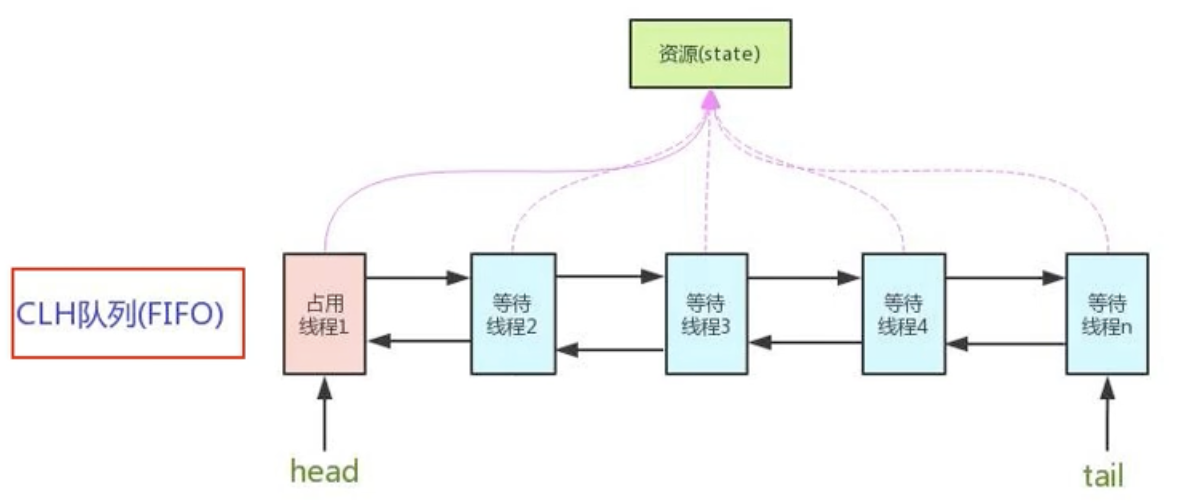 资源(state)
CLH队列(FIFO)
占用
线程1
等待
线程2
等待
线程3
等待
线程4
等待
线程n
head
tail